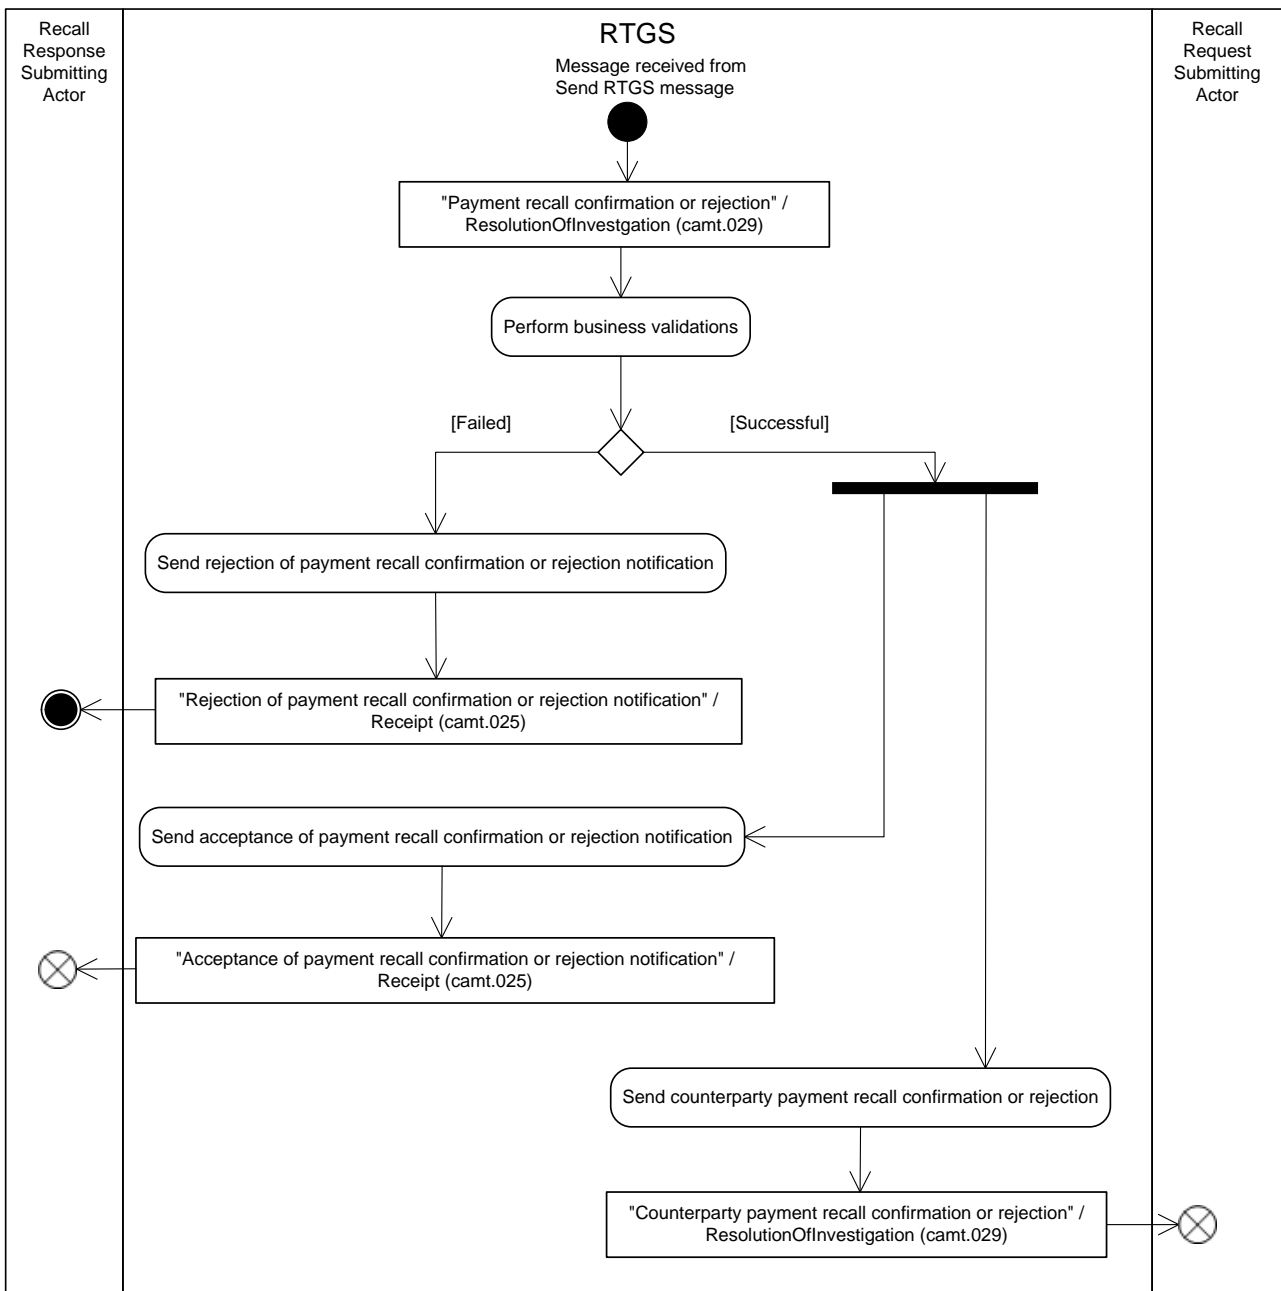 Recall
Response
Submitting
Actor
RTGS
Message received from
Send RTGS message
Recall
Request
Submitting
Actor
"Payment recall confirmation or rejection" /
ResolutionOfInvestgation (camt.029)
Perform business validations
[Failed]
[Successful]
Send rejection of payment recall confirmation or rejection notification
"Rejection of payment recall confirmation or rejection notification" /
Receipt (camt.025)
Send acceptance of payment recall confirmation or rejection notification
"Acceptance of payment recall confirmation or rejection notification" /
Receipt (camt.025)
Send counterparty payment recall confirmation or rejection
"Counterparty payment recall confirmation or rejection" /
ResolutionOfInvestigation (camt.029)